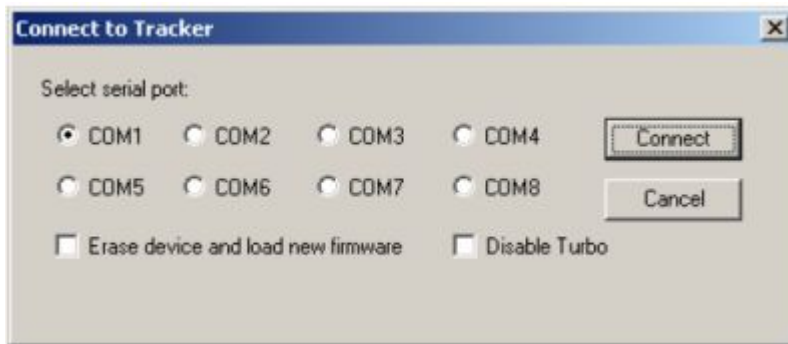 Connect to Tracker
Select serial port:
COM1 COM2 COM3 COM4 Connect
COM5 COM6 COM7 COM8 Cancel
Erase device and load new firmware Disable Turbo